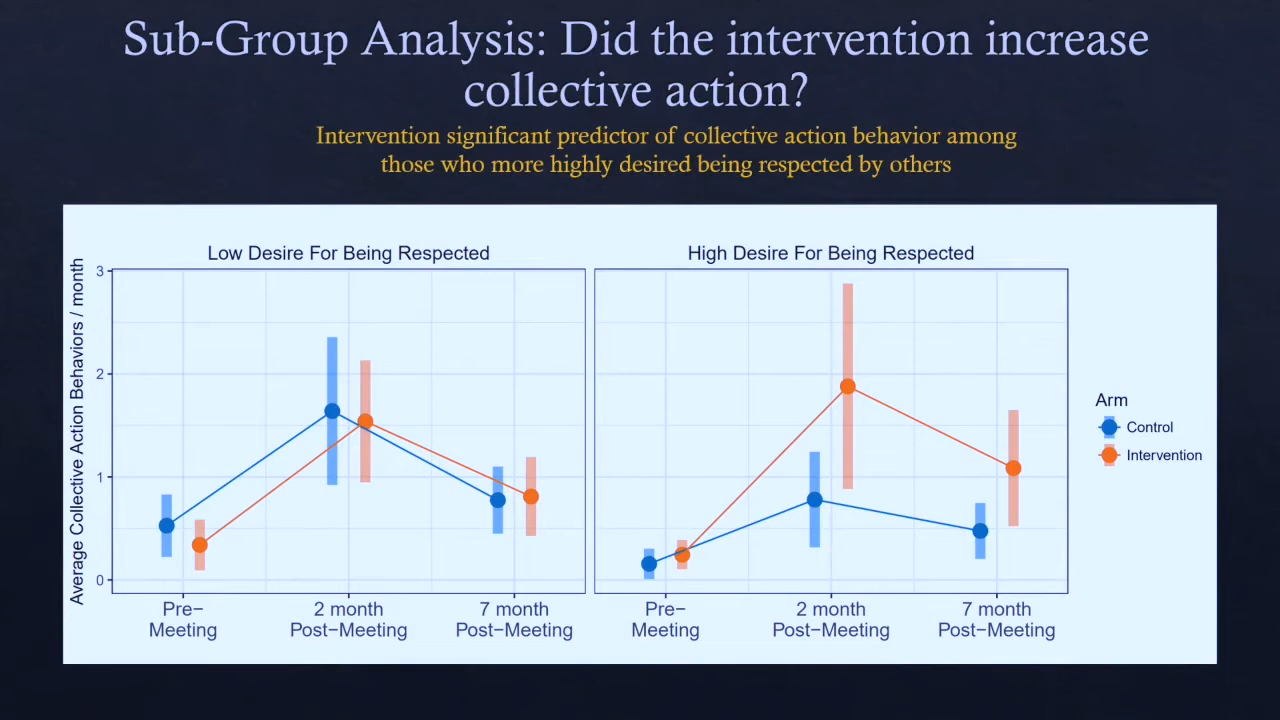 Sub-Group Analysis: Did the intervention increase
collective action?
Intervention significant predictor of collective action behavior among
those who more highly desired being respected by others
Low Desire For Being Respected
High Desire For Being Respected
Average Collective Action Behaviors / month
3
2
1
0
Pre−
Meeting
2 month
Post−Meeting
7 month
Post−Meeting
Pre−
Meeting
2 month
Post−Meeting
7 month
Post−Meeting
Arm
Control
Intervention